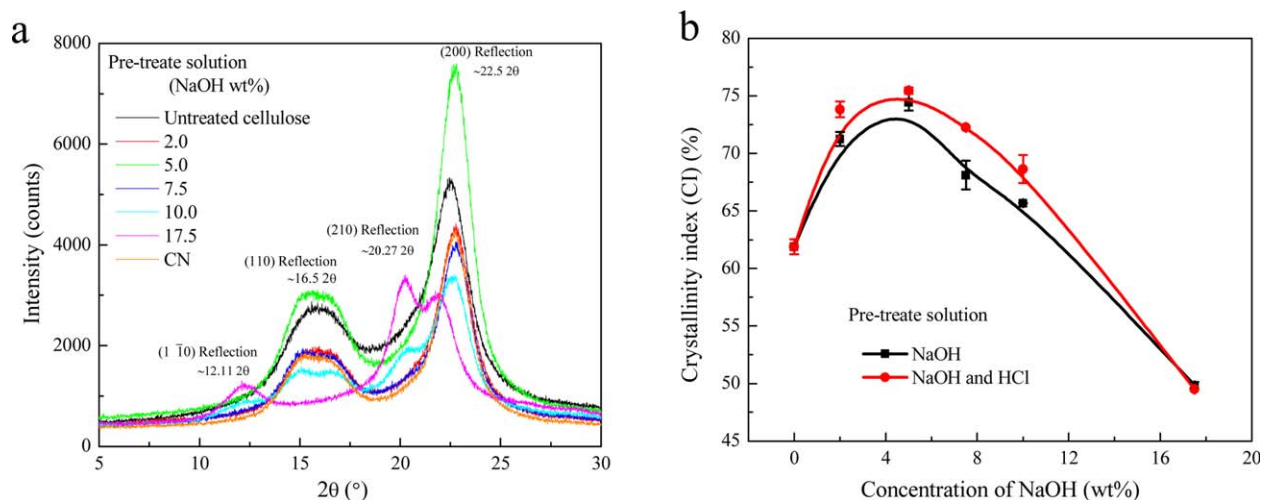 a
8000
6000
4000
2000
0
Intensity (counts)
Pre-treate solution
(NaOH wt%)
Untreated cellulose
2.0
5.0
7.5
10.0
17.5
CN
(200) Reflection
~22.5 2θ
(210) Reflection
~20.27 2θ
(110) Reflection
~16.5 2θ
(1 1̄0) Reflection
~12.11 2θ
5 10 15 20 25 30
2θ (°)
b
80
75
70
65
60
55
50
45
Crystallinity index (CI) (%)
Pre-treate solution
NaOH
NaOH and HCl
0 4 8 12 16 20
Concentration of NaOH (wt%)